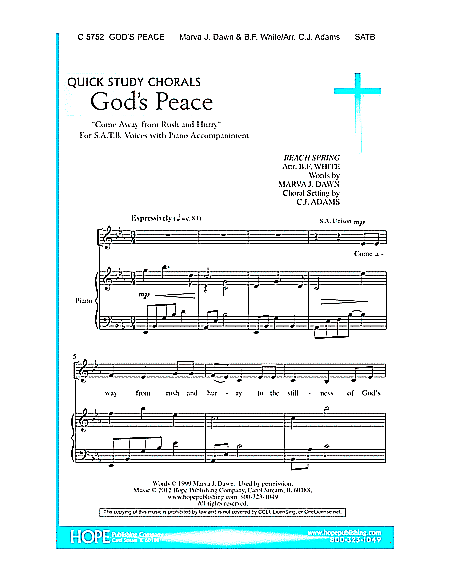 C 5752 GOD'S PEACE Marva J. Dawn & B.F. White/Arr. C.J. Adams SATB
QUICK STUDY CHORALS
God's Peace
"Come Away from Rush and Hurry"
For S.A.T.B. Voices with Piano Accompaniment
BEACH SPRING
Arr. B.F. WHITE
Words by
MARVA J. DAWN
Choral Setting by
C.J. ADAMS
Expressively
S.A. Unison mp
Come a-
Piano
mp
5
way from rush and hur - ry to the still - ness of God's
Words © 1999 Marva J. Dawn. Used by permission.
Music © 2012 Hope Publishing Company, Carol Stream, IL 60188,
www.hopepublishing.com 800-323-1049
All rights reserved.
The copying of this music is prohibited by law and is not covered by CCLI, LicenSing, or OneLicense.net.
HOPE Publishing Company
Carol Stream, IL 60188
www.hopepublishing.com
800-323-1049